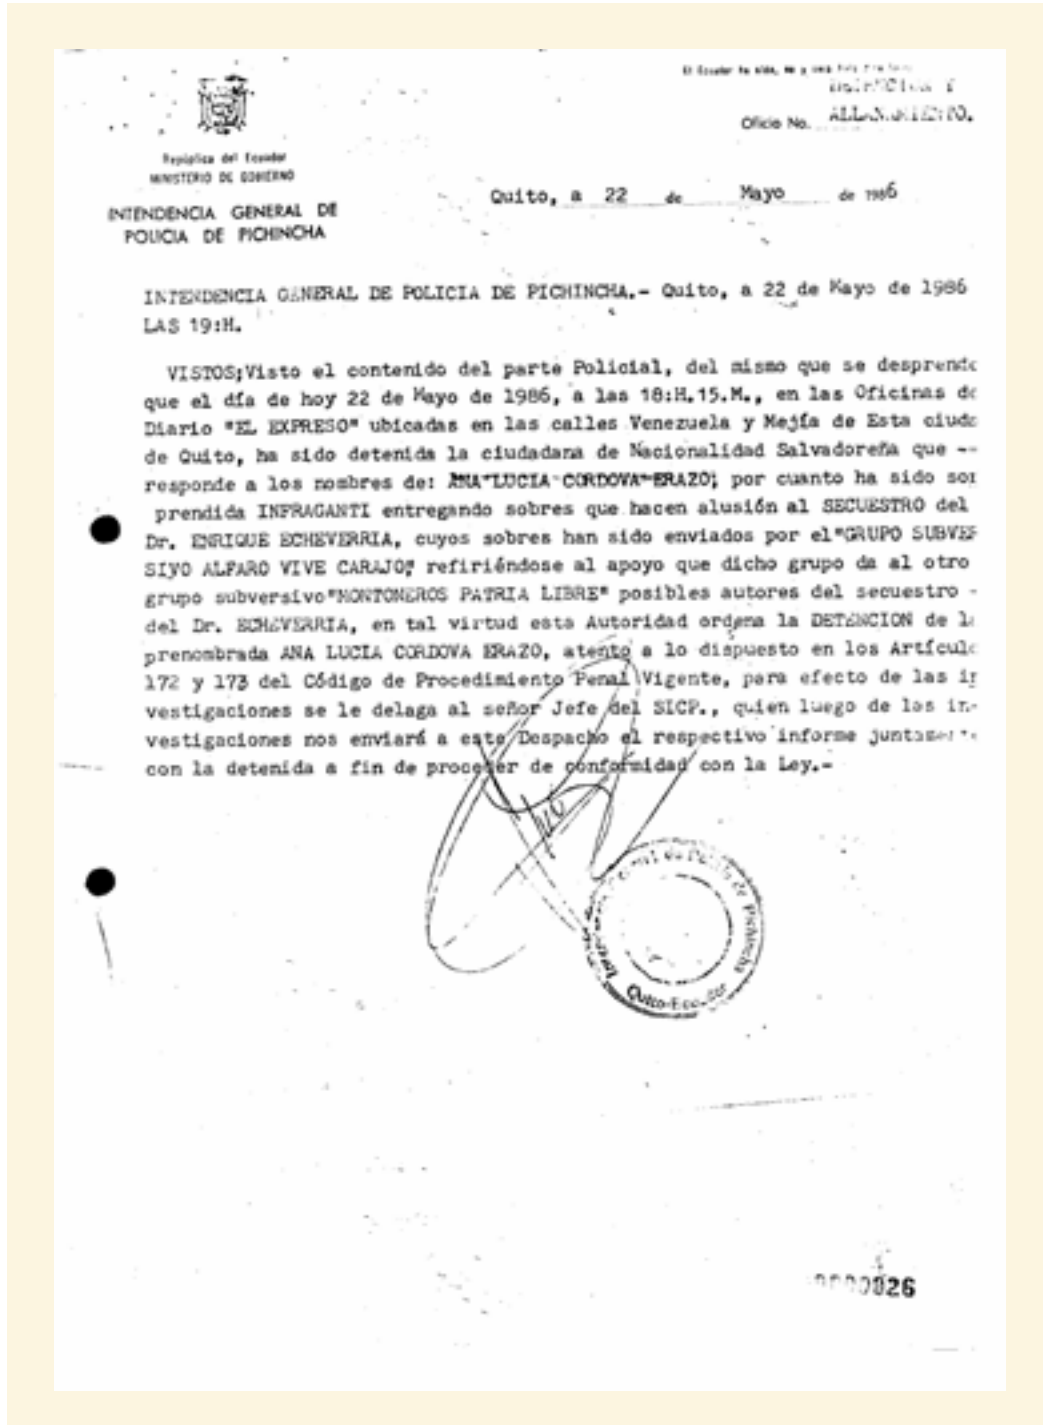 El Ecuador ha sido, es y
Oficio No. ALLANAMIENTO.
República del Ecuador
MINISTERIO DE GOBIERNO
INTENDENCIA GENERAL DE
POLICIA DE PICHINCHA
Quito, a 22 de Mayo de 1986
INTENDENCIA GENERAL DE POLICIA DE PICHINCHA.- Quito, a 22 de Mayo de 1986
LAS 19:H.
VISTOS;Visto el contenido del parte Policial, del mismo que se desprende
que el día de hoy 22 de Mayo de 1986, a las 18:H.15.M., en las Oficinas de
Diario "EL EXPRESO" ubicadas en las calles Venezuela y Mejía de Esta ciuda
de Quito, ha sido detenida la ciudadana de Nacionalidad Salvadoreña que --
responde a los nombres de: ANA LUCIA CORDOVA ERAZO; por cuanto ha sido sor
prendida INFRAGANTI entregando sobres que hacen alusión al SECUESTRO del
Dr. ENRIQUE ECHEVERRIA, cuyos sobres han sido enviados por el"GRUPO SUBVER
SIVO ALFARO VIVE CARAJO" refiriéndose al apoyo que dicho grupo da al otro
grupo subversivo"MONTONEROS PATRIA LIBRE" posibles autores del secuestro -
del Dr. ECHEVERRIA, en tal virtud esta Autoridad ordena la DETENCION de la
prenombrada ANA LUCIA CORDOVA ERAZO, atento a lo dispuesto en los Artículo
172 y 173 del Código de Procedimiento Penal Vigente, para efecto de las in
vestigaciones se le delaga al señor Jefe del SICP., quien luego de las in-
vestigaciones nos enviará a este Despacho el respectivo informe juntamente
con la detenida a fin de proceder de conformidad con la Ley.-
de Pichincha
Quito-Ecuador
0000026